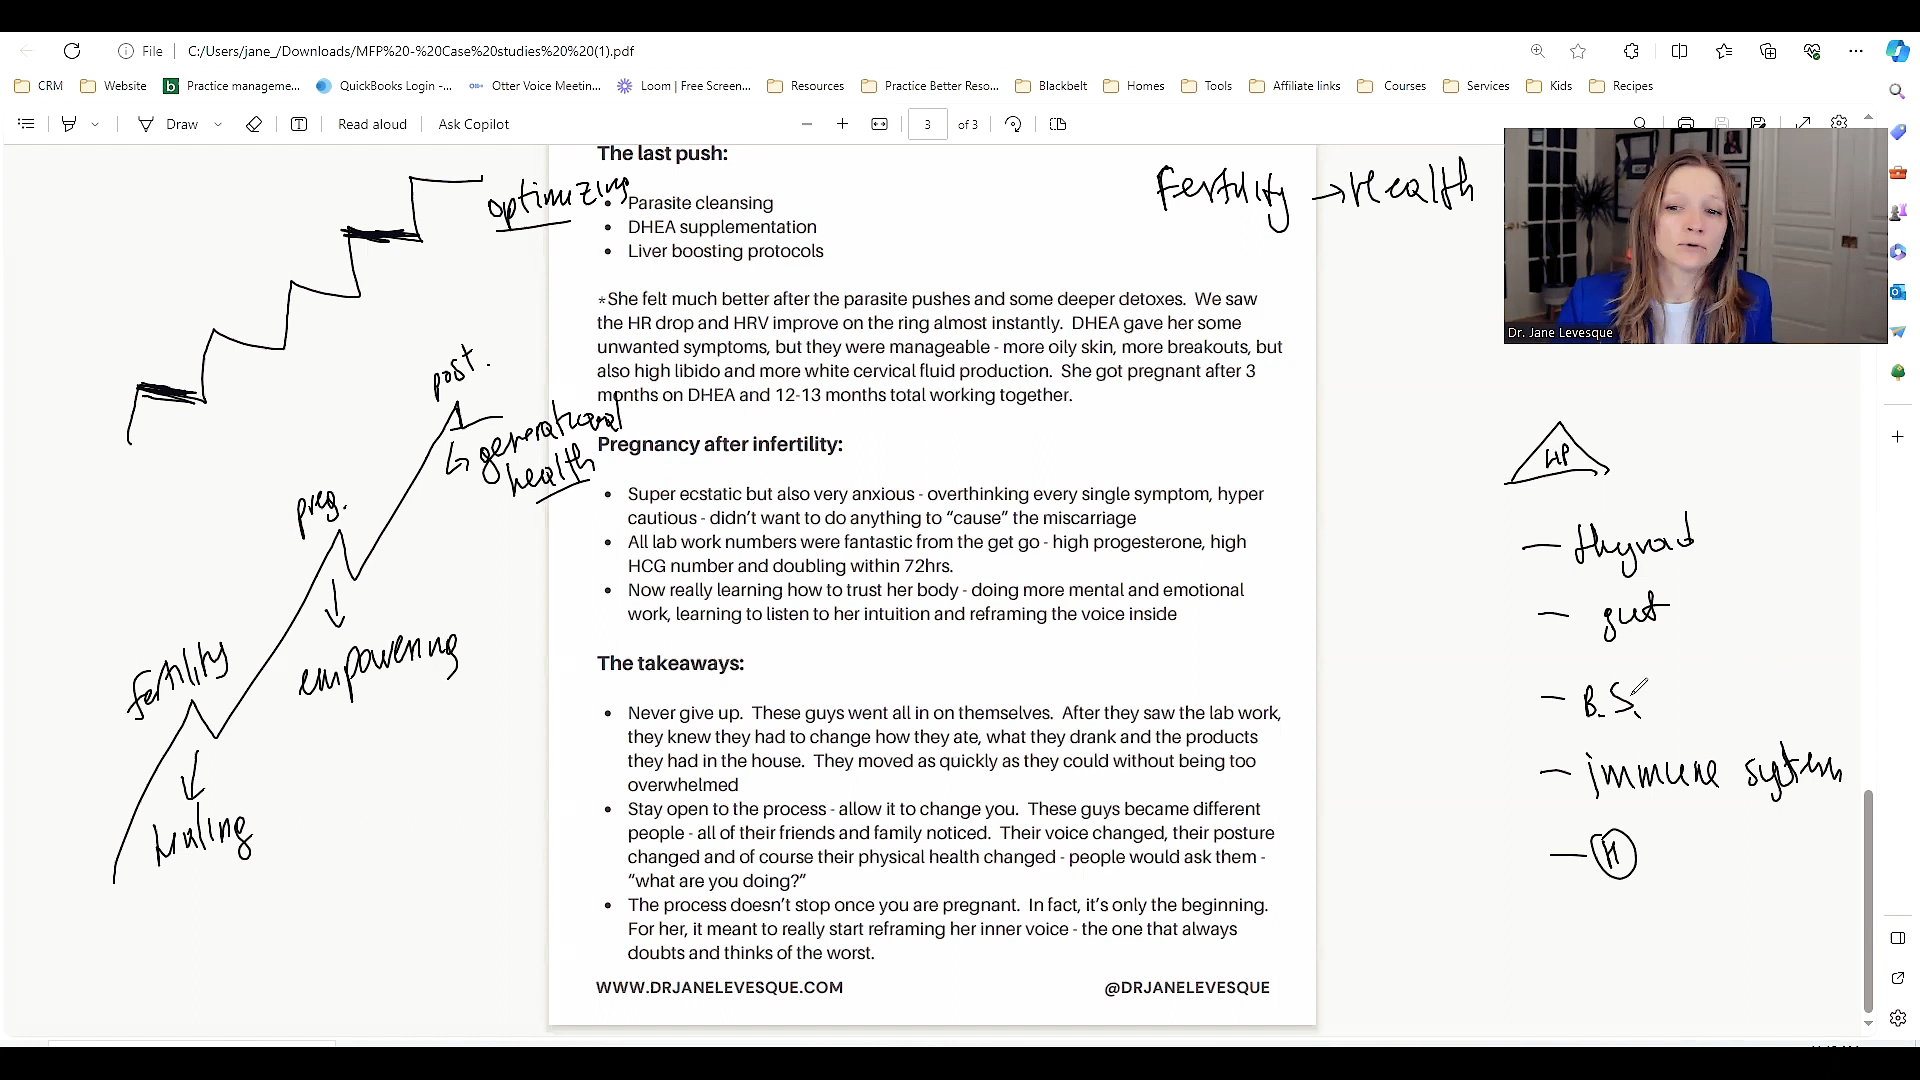 File
C:/Users/jane_/Downloads/MFP%20-%20Case%20studies%20%20(1).pdf
CRM
Website
Practice manageme...
QuickBooks Login -...
Otter Voice Meetin...
Loom | Free Screen...
Resources
Practice Better Reso...
Blackbelt
Homes
Tools
Affiliate links
Courses
Services
Kids
Recipes
Draw
Read aloud
Ask Copilot
3
of 3
The last push:
• Parasite cleansing
• DHEA supplementation
• Liver boosting protocols
*She felt much better after the parasite pushes and some deeper detoxes. We saw
the HR drop and HRV improve on the ring almost instantly. DHEA gave her some
unwanted symptoms, but they were manageable - more oily skin, more breakouts, but
also high libido and more white cervical fluid production. She got pregnant after 3
months on DHEA and 12-13 months total working together.
Pregnancy after infertility:
• Super ecstatic but also very anxious - overthinking every single symptom, hyper
cautious - didn't want to do anything to “cause” the miscarriage
• All lab work numbers were fantastic from the get go - high progesterone, high
HCG number and doubling within 72hrs.
• Now really learning how to trust her body - doing more mental and emotional
work, learning to listen to her intuition and reframing the voice inside
The takeaways:
• Never give up. These guys went all in on themselves. After they saw the lab work,
they knew they had to change how they ate, what they drank and the products
they had in the house. They moved as quickly as they could without being too
overwhelmed
• Stay open to the process - allow it to change you. These guys became different
people - all of their friends and family noticed. Their voice changed, their posture
changed and of course their physical health changed - people would ask them -
“what are you doing?”
• The process doesn't stop once you are pregnant. In fact, it's only the beginning.
For her, it meant to really start reframing her inner voice - the one that always
doubts and thinks of the worst.
WWW.DRJANELEVESQUE.COM
@DRJANELEVESQUE
optimizing
post.
↳ generational
health
preg.
empowering
fertility
healing
Fertility → Health
Dr. Jane Levesque
— thyroid
— gut
— B.S.
— immune system
— H